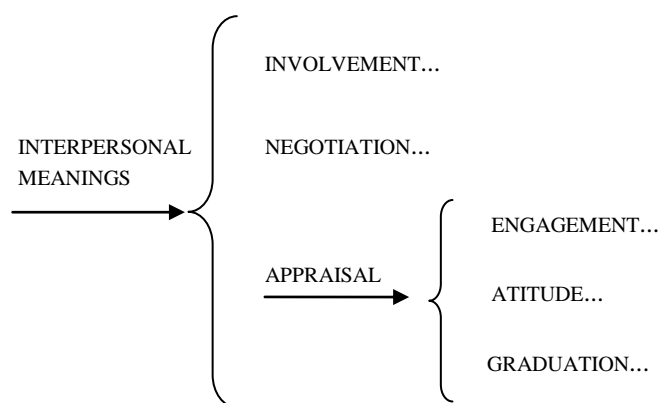 INVOLVEMENT…
INTERPERSONAL
MEANINGS
NEGOTIATION…
APPRAISAL
ENGAGEMENT…
ATITUDE…
GRADUATION…